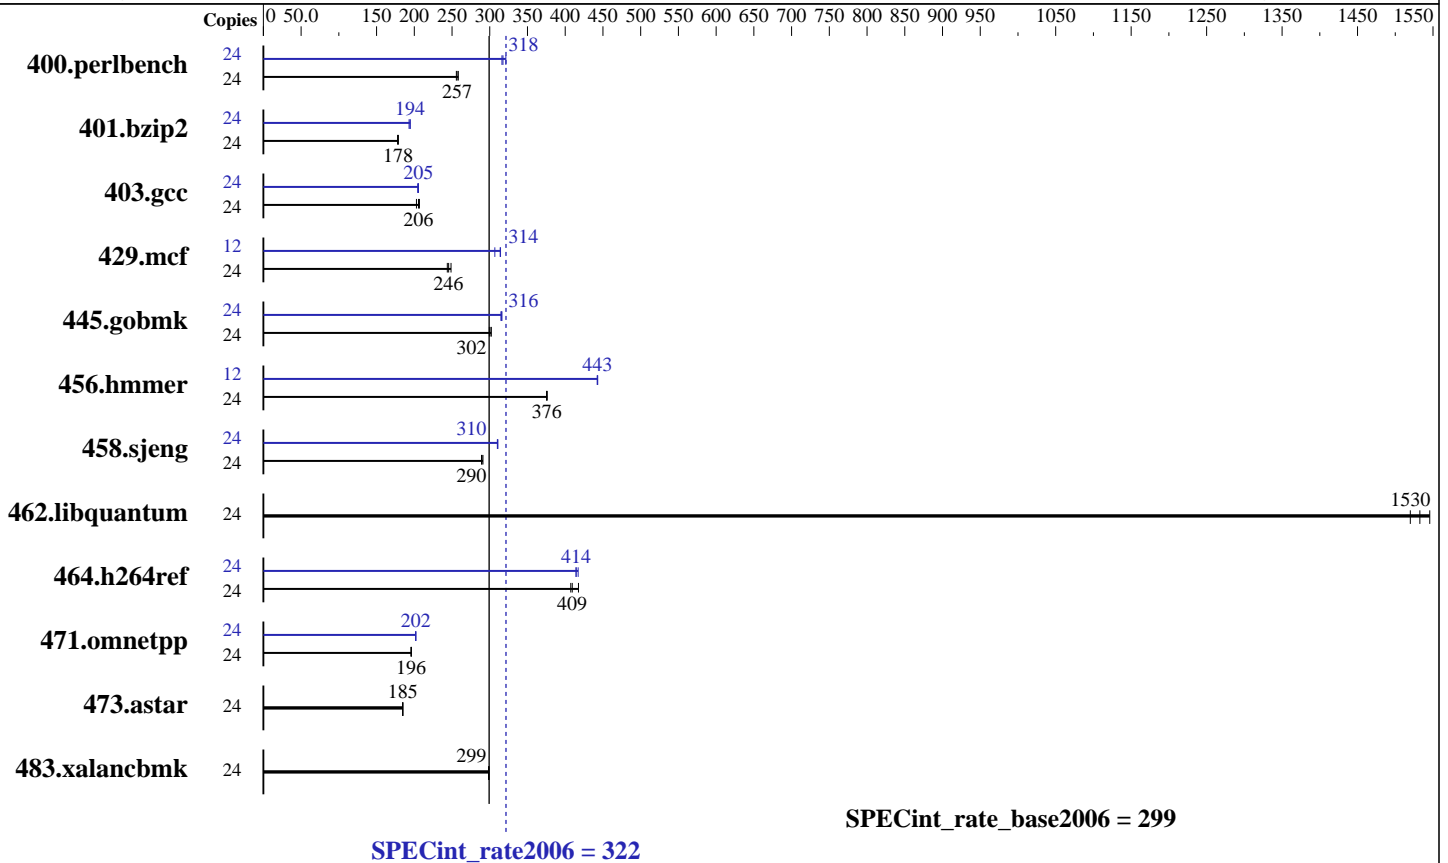 Copies 0 50.0 150 200 250 300 350 400 450 500 550 600 650 700 750 800 850 900 950 1050 1150 1250 1350 1450 1550
400.perlbench 24 318
24 257
401.bzip2 24 194
24 178
403.gcc 24 205
24 206
429.mcf 12 314
24 246
445.gobmk 24 316
24 302
456.hmmer 12 443
24 376
458.sjeng 24 310
24 290
462.libquantum 24 1530
464.h264ref 24 414
24 409
471.omnetpp 24 202
24 196
473.astar 24 185
483.xalancbmk 24 299
SPECint_rate_base2006 = 299
SPECint_rate2006 = 322